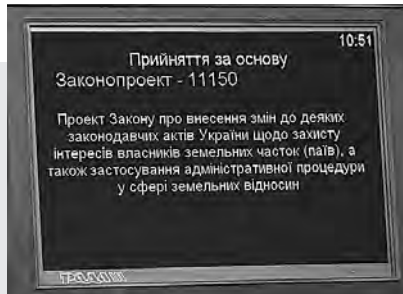 10:51
Прийняття за основу
Законопроект - 11150
Проект Закону про внесення змін до деяких
законодавчих актів України щодо захисту
інтересів власників земельних часток (паїв), а
також застосування адміністративної процедури
у сфері земельних відносин